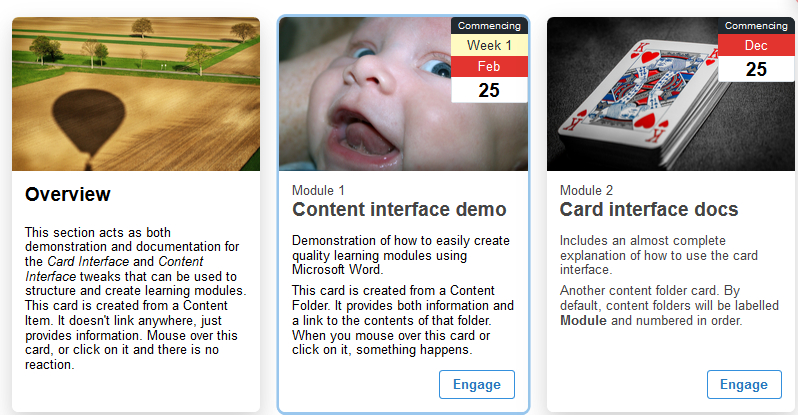 Overview
This section acts as both
demonstration and documentation for
the Card Interface and Content
Interface tweaks that can be used to
structure and create learning modules.
This card is created from a Content
Item. It doesn't link anywhere, just
provides information. Mouse over this
card, or click on it and there is no
reaction.
Commencing
Week 1
Feb
25
Module 1
Content interface demo
Demonstration of how to easily create
quality learning modules using
Microsoft Word.
This card is created from a Content
Folder. It provides both information and
a link to the contents of that folder.
When you mouse over this card or
click on it, something happens.
Engage
Commencing
Dec
25
K
K
Module 2
Card interface docs
Includes an almost complete
explanation of how to use the card
interface.
Another content folder card. By
default, content folders will be labelled
Module and numbered in order.
Engage